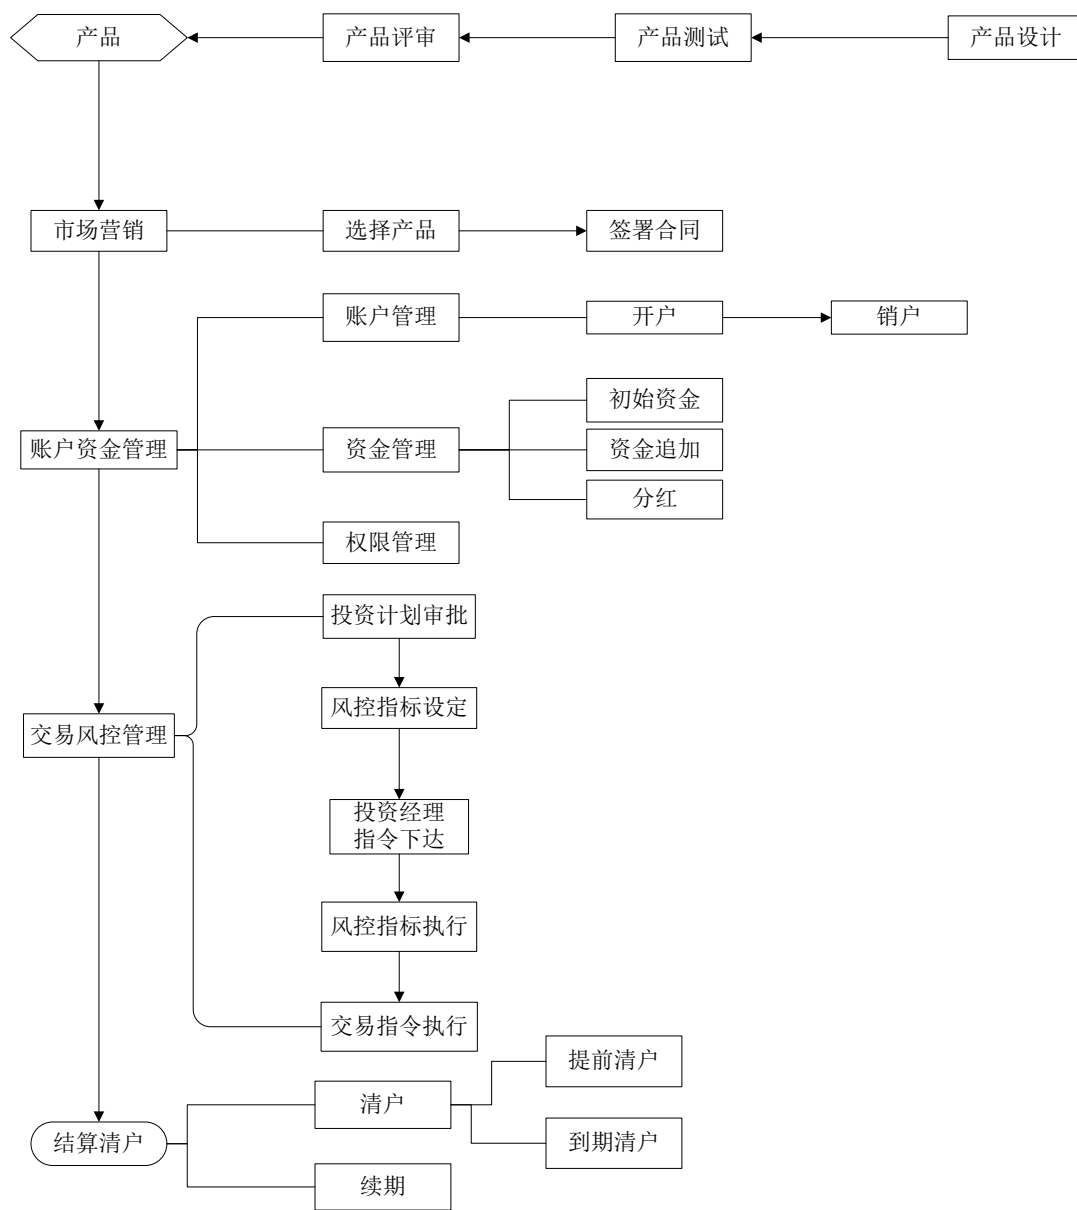 产品
产品评审
产品测试
产品设计
市场营销
选择产品
签署合同
账户管理
开户
销户
初始资金
账户资金管理
资金管理
资金追加
分红
权限管理
投资计划审批
风控指标设定
交易风控管理
投资经理
指令下达
风控指标执行
交易指令执行
提前清户
清户
结算清户
到期清户
续期